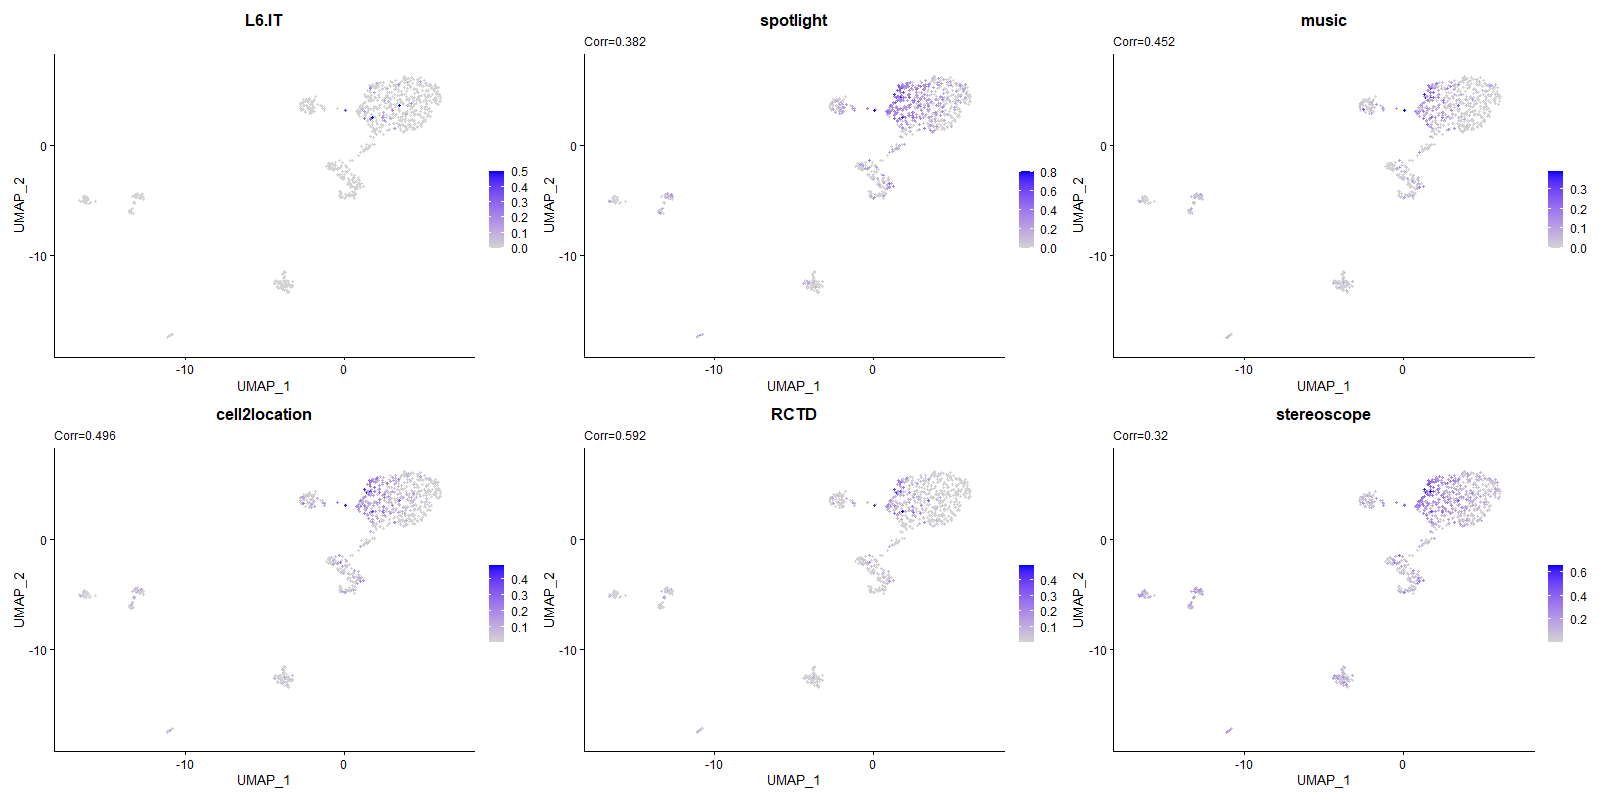 L6.IT
UMAP_2
0
-10
-10
0
UMAP_1
0.5
0.4
0.3
0.2
0.1
0.0
spotlight
Corr=0.382
UMAP_2
0
-10
-10
0
UMAP_1
0.8
0.6
0.4
0.2
0.0
music
Corr=0.452
UMAP_2
0
-10
-10
0
UMAP_1
0.3
0.2
0.1
0.0
cell2location
Corr=0.496
UMAP_2
0
-10
-10
0
UMAP_1
0.4
0.3
0.2
0.1
RCTD
Corr=0.592
UMAP_2
0
-10
-10
0
UMAP_1
0.4
0.3
0.2
0.1
stereoscope
Corr=0.32
UMAP_2
0
-10
-10
0
UMAP_1
0.6
0.4
0.2